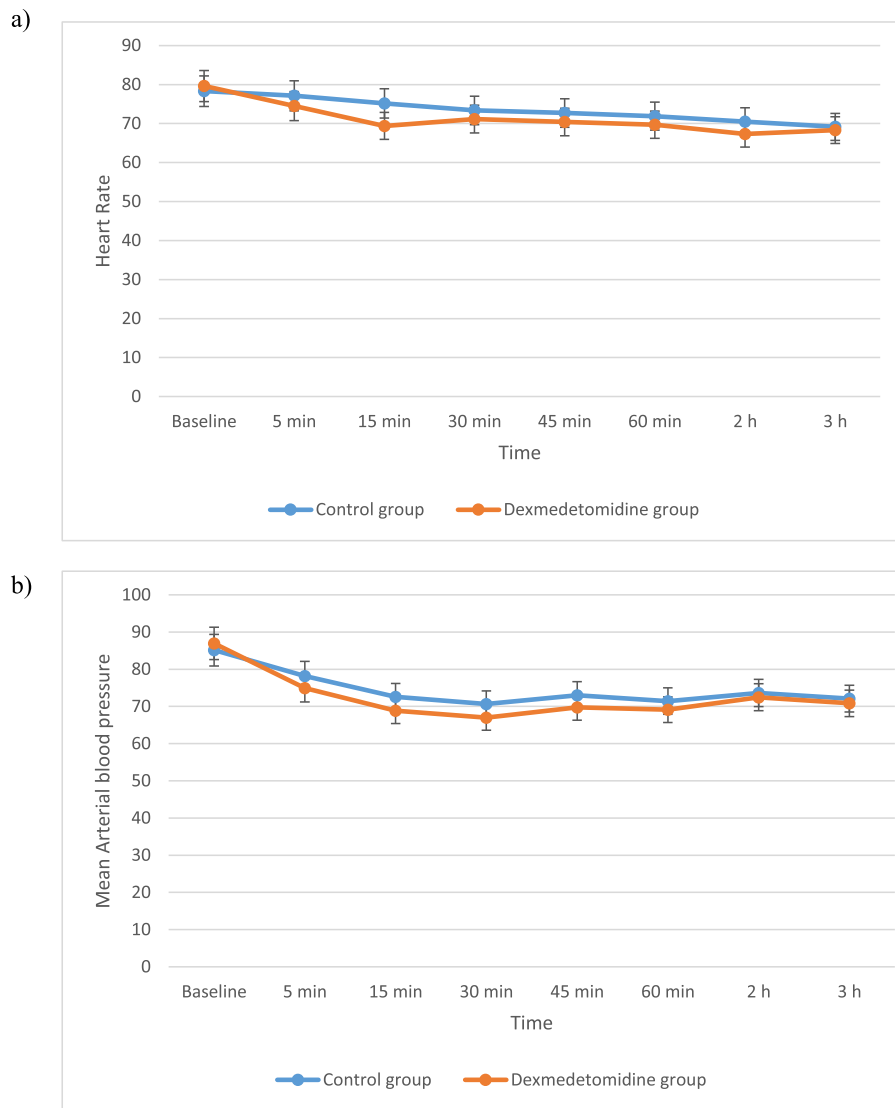 a)
90
80
70
60
50
40
30
20
10
0
Heart Rate
Baseline 5 min 15 min 30 min 45 min 60 min 2 h 3 h
Time
Control group Dexmedetomidine group
b)
100
90
80
70
60
50
40
30
20
10
0
Mean Arterial blood pressure
Baseline 5 min 15 min 30 min 45 min 60 min 2 h 3 h
Time
Control group Dexmedetomidine group